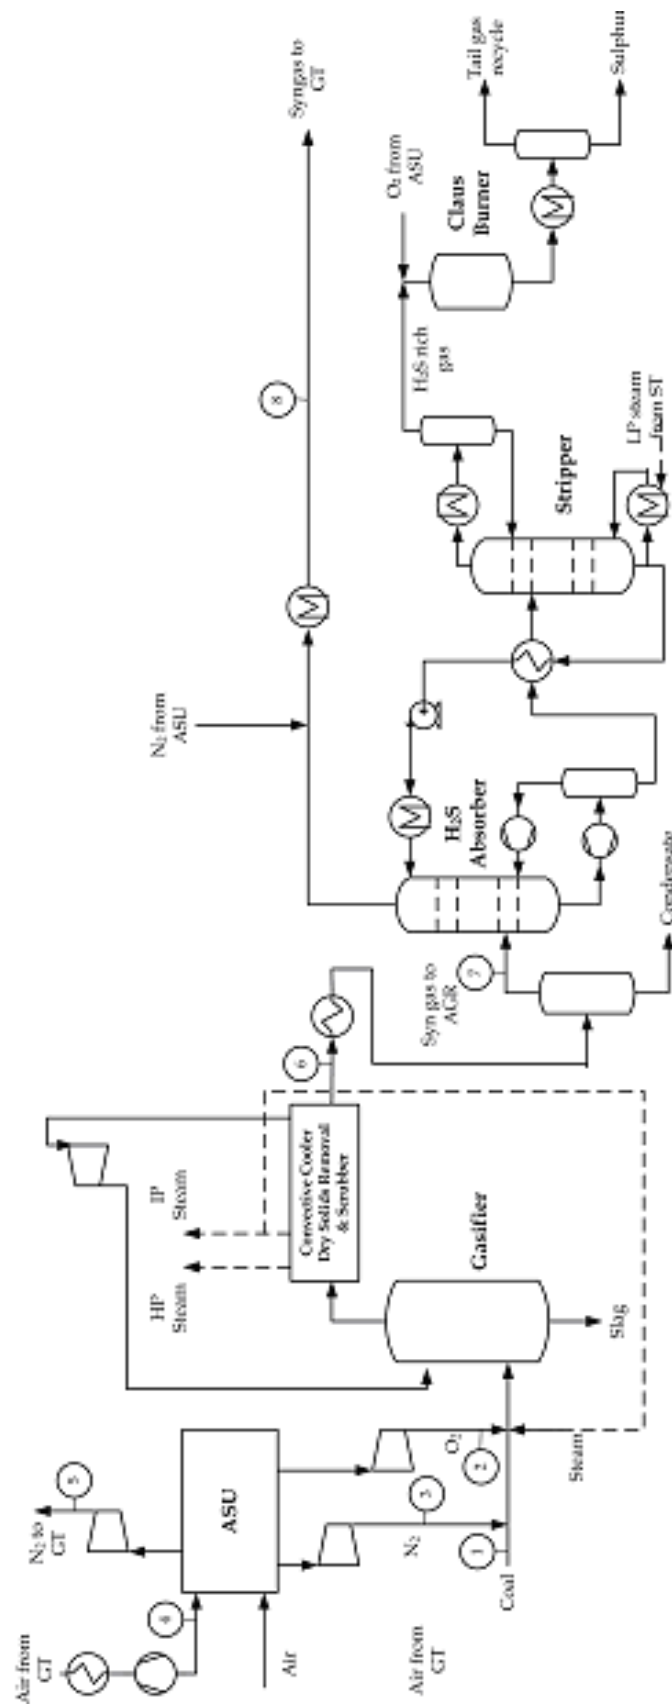 Air from
GT
4
Air
N₂ to
GT
5
ASU
Air from
GT
N₂
3
O₂
2
1
Coal
Steam
HP
Steam
IP
Steam
Convective Cooler
Dry Solids Removal
& Scrubber
Gasifier
Slag
6
Syn gas to
AGR
7
Condensate
H₂S
Absorber
N₂ from
ASU
8
Syngas to
GT
Stripper
LP steam
from ST
H₂S rich
gas
O₂ from
ASU
Claus
Burner
Tail gas
recycle
Sulphur